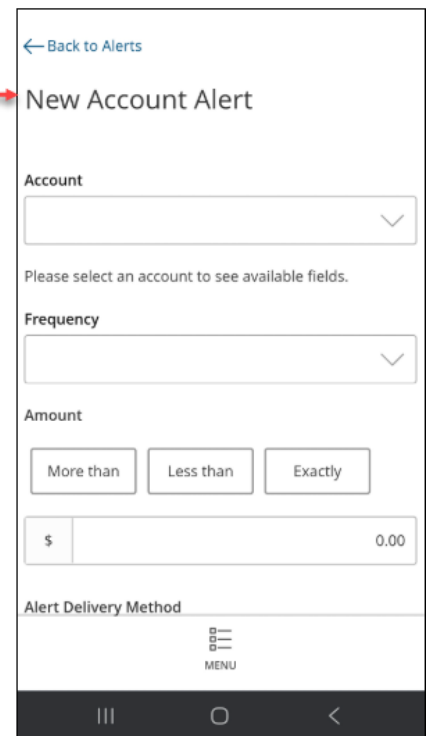 Back to Alerts
New Account Alert
Account
Please select an account to see available fields.
Frequency
Amount
More than Less than Exactly
$ 0.00
Alert Delivery Method
MENU